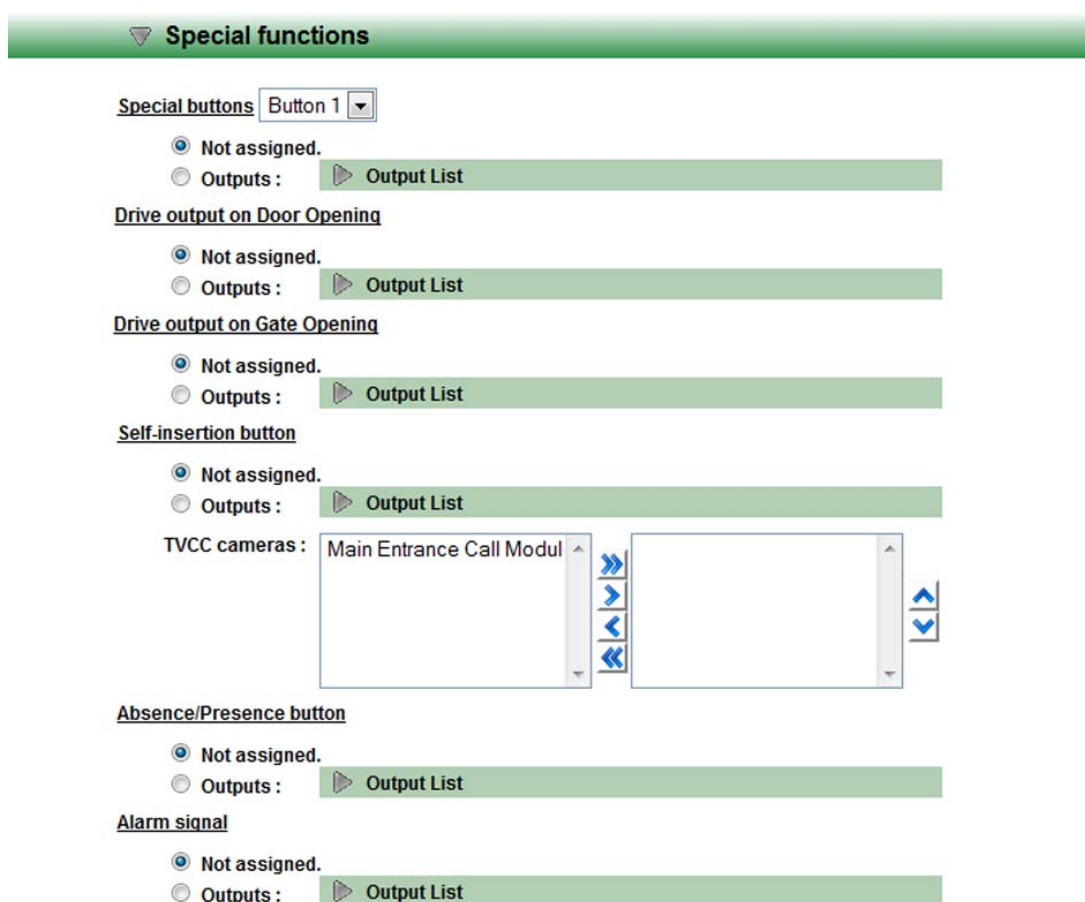 Special functions
Special buttons Button 1
Not assigned.
Outputs : Output List
Drive output on Door Opening
Not assigned.
Outputs : Output List
Drive output on Gate Opening
Not assigned.
Outputs : Output List
Self-insertion button
Not assigned.
Outputs : Output List
TVCC cameras : Main Entrance Call Modul
Absence/Presence button
Not assigned.
Outputs : Output List
Alarm signal
Not assigned.
Outputs : Output List